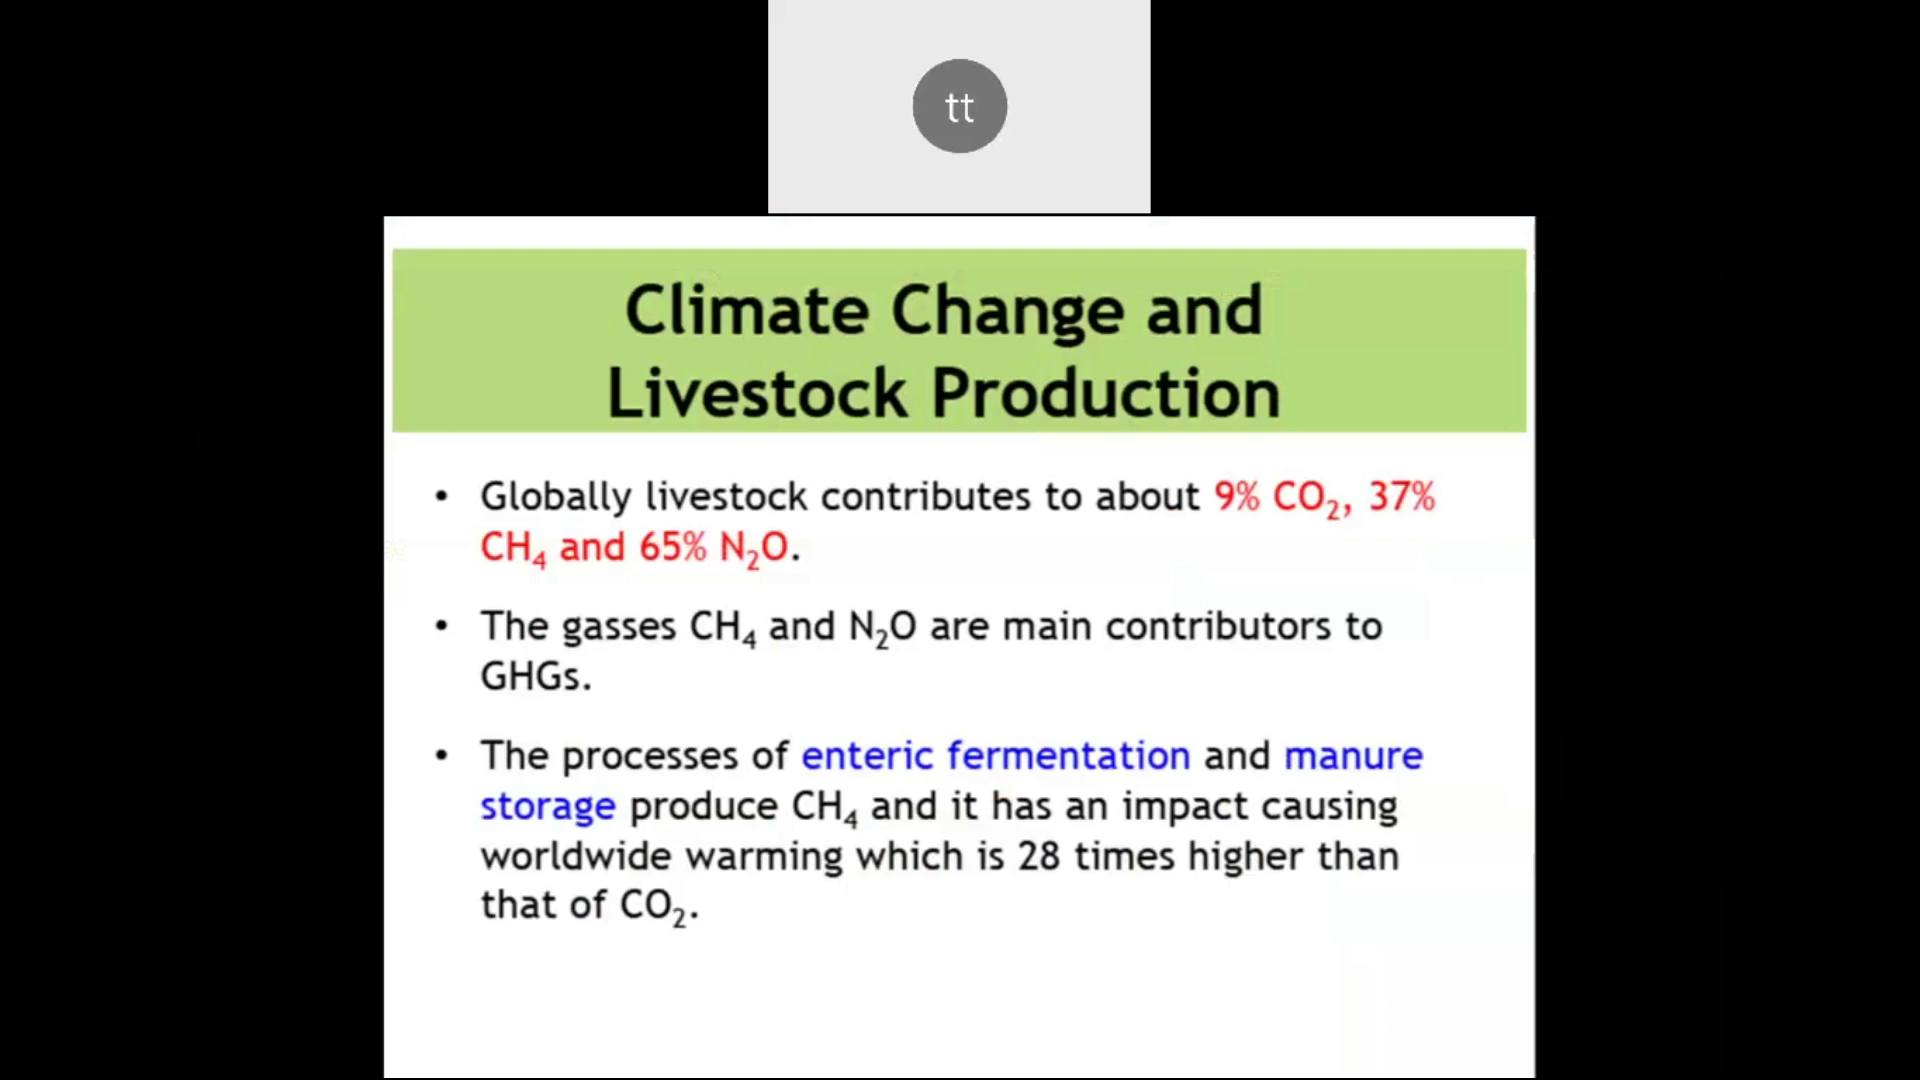 tt
Climate Change and
Livestock Production
• Globally livestock contributes to about 9% CO₂, 37%
CH₄ and 65% N₂O.
• The gasses CH₄ and N₂O are main contributors to
GHGs.
• The processes of enteric fermentation and manure
storage produce CH₄ and it has an impact causing
worldwide warming which is 28 times higher than
that of CO₂.